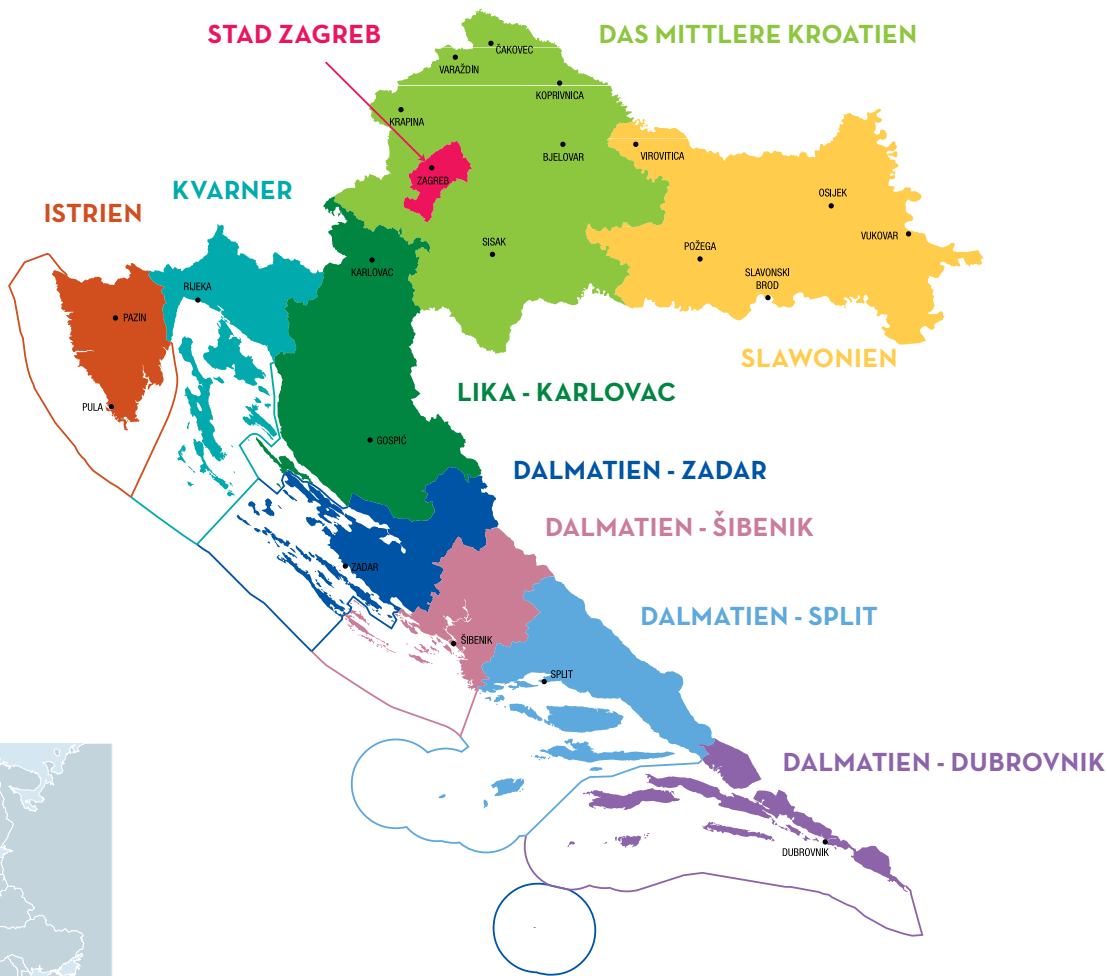 STAD ZAGREB
DAS MITTLERE KROATIEN
ČAKOVEC
VARAŽDIN
KOPRIVNICA
KRAPINA
BJELOVAR
VIROVITICA
ZAGREB
KVARNER
ISTRIEN
OSIJEK
VUKOVAR
SISAK
POŽEGA
KARLOVAC
SLAVONSKI
BROD
RIJEKA
PAZIN
SLAWONIEN
LIKA - KARLOVAC
PULA
GOSPIĆ
DALMATIEN - ZADAR
DALMATIEN - ŠIBENIK
ZADAR
DALMATIEN - SPLIT
ŠIBENIK
SPLIT
DALMATIEN - DUBROVNIK
DUBROVNIK